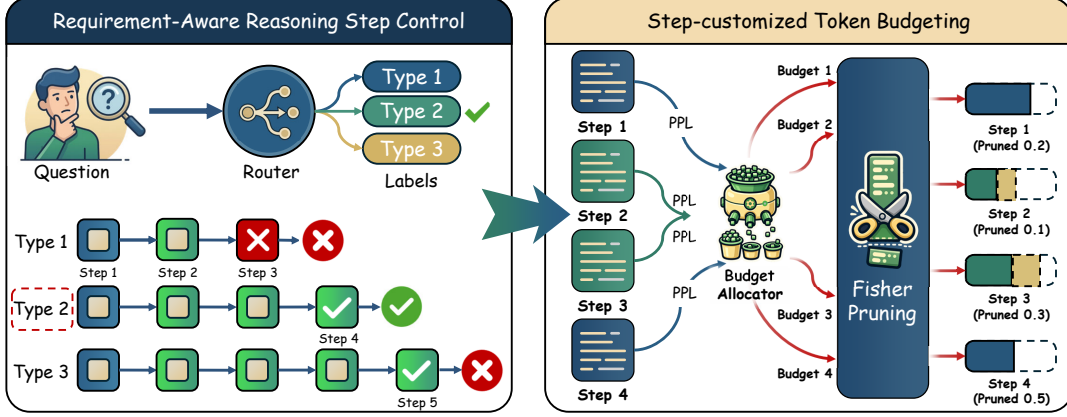 Requirement-Aware Reasoning Step Control
?
Question
Router
Type 1
Type 2
Type 3
Labels
Type 1
Step 1
Step 2
Step 3
Type 2
Step 4
Type 3
Step 5
Step-customized Token Budgeting
Step 1
Step 2
Step 3
Step 4
PPL
PPL
PPL
PPL
Budget
Allocator
Budget 1
Budget 2
Budget 3
Budget 4
Fisher
Pruning
Step 1
(Pruned 0.2)
Step 2
(Pruned 0.1)
Step 3
(Pruned 0.3)
Step 4
(Pruned 0.5)